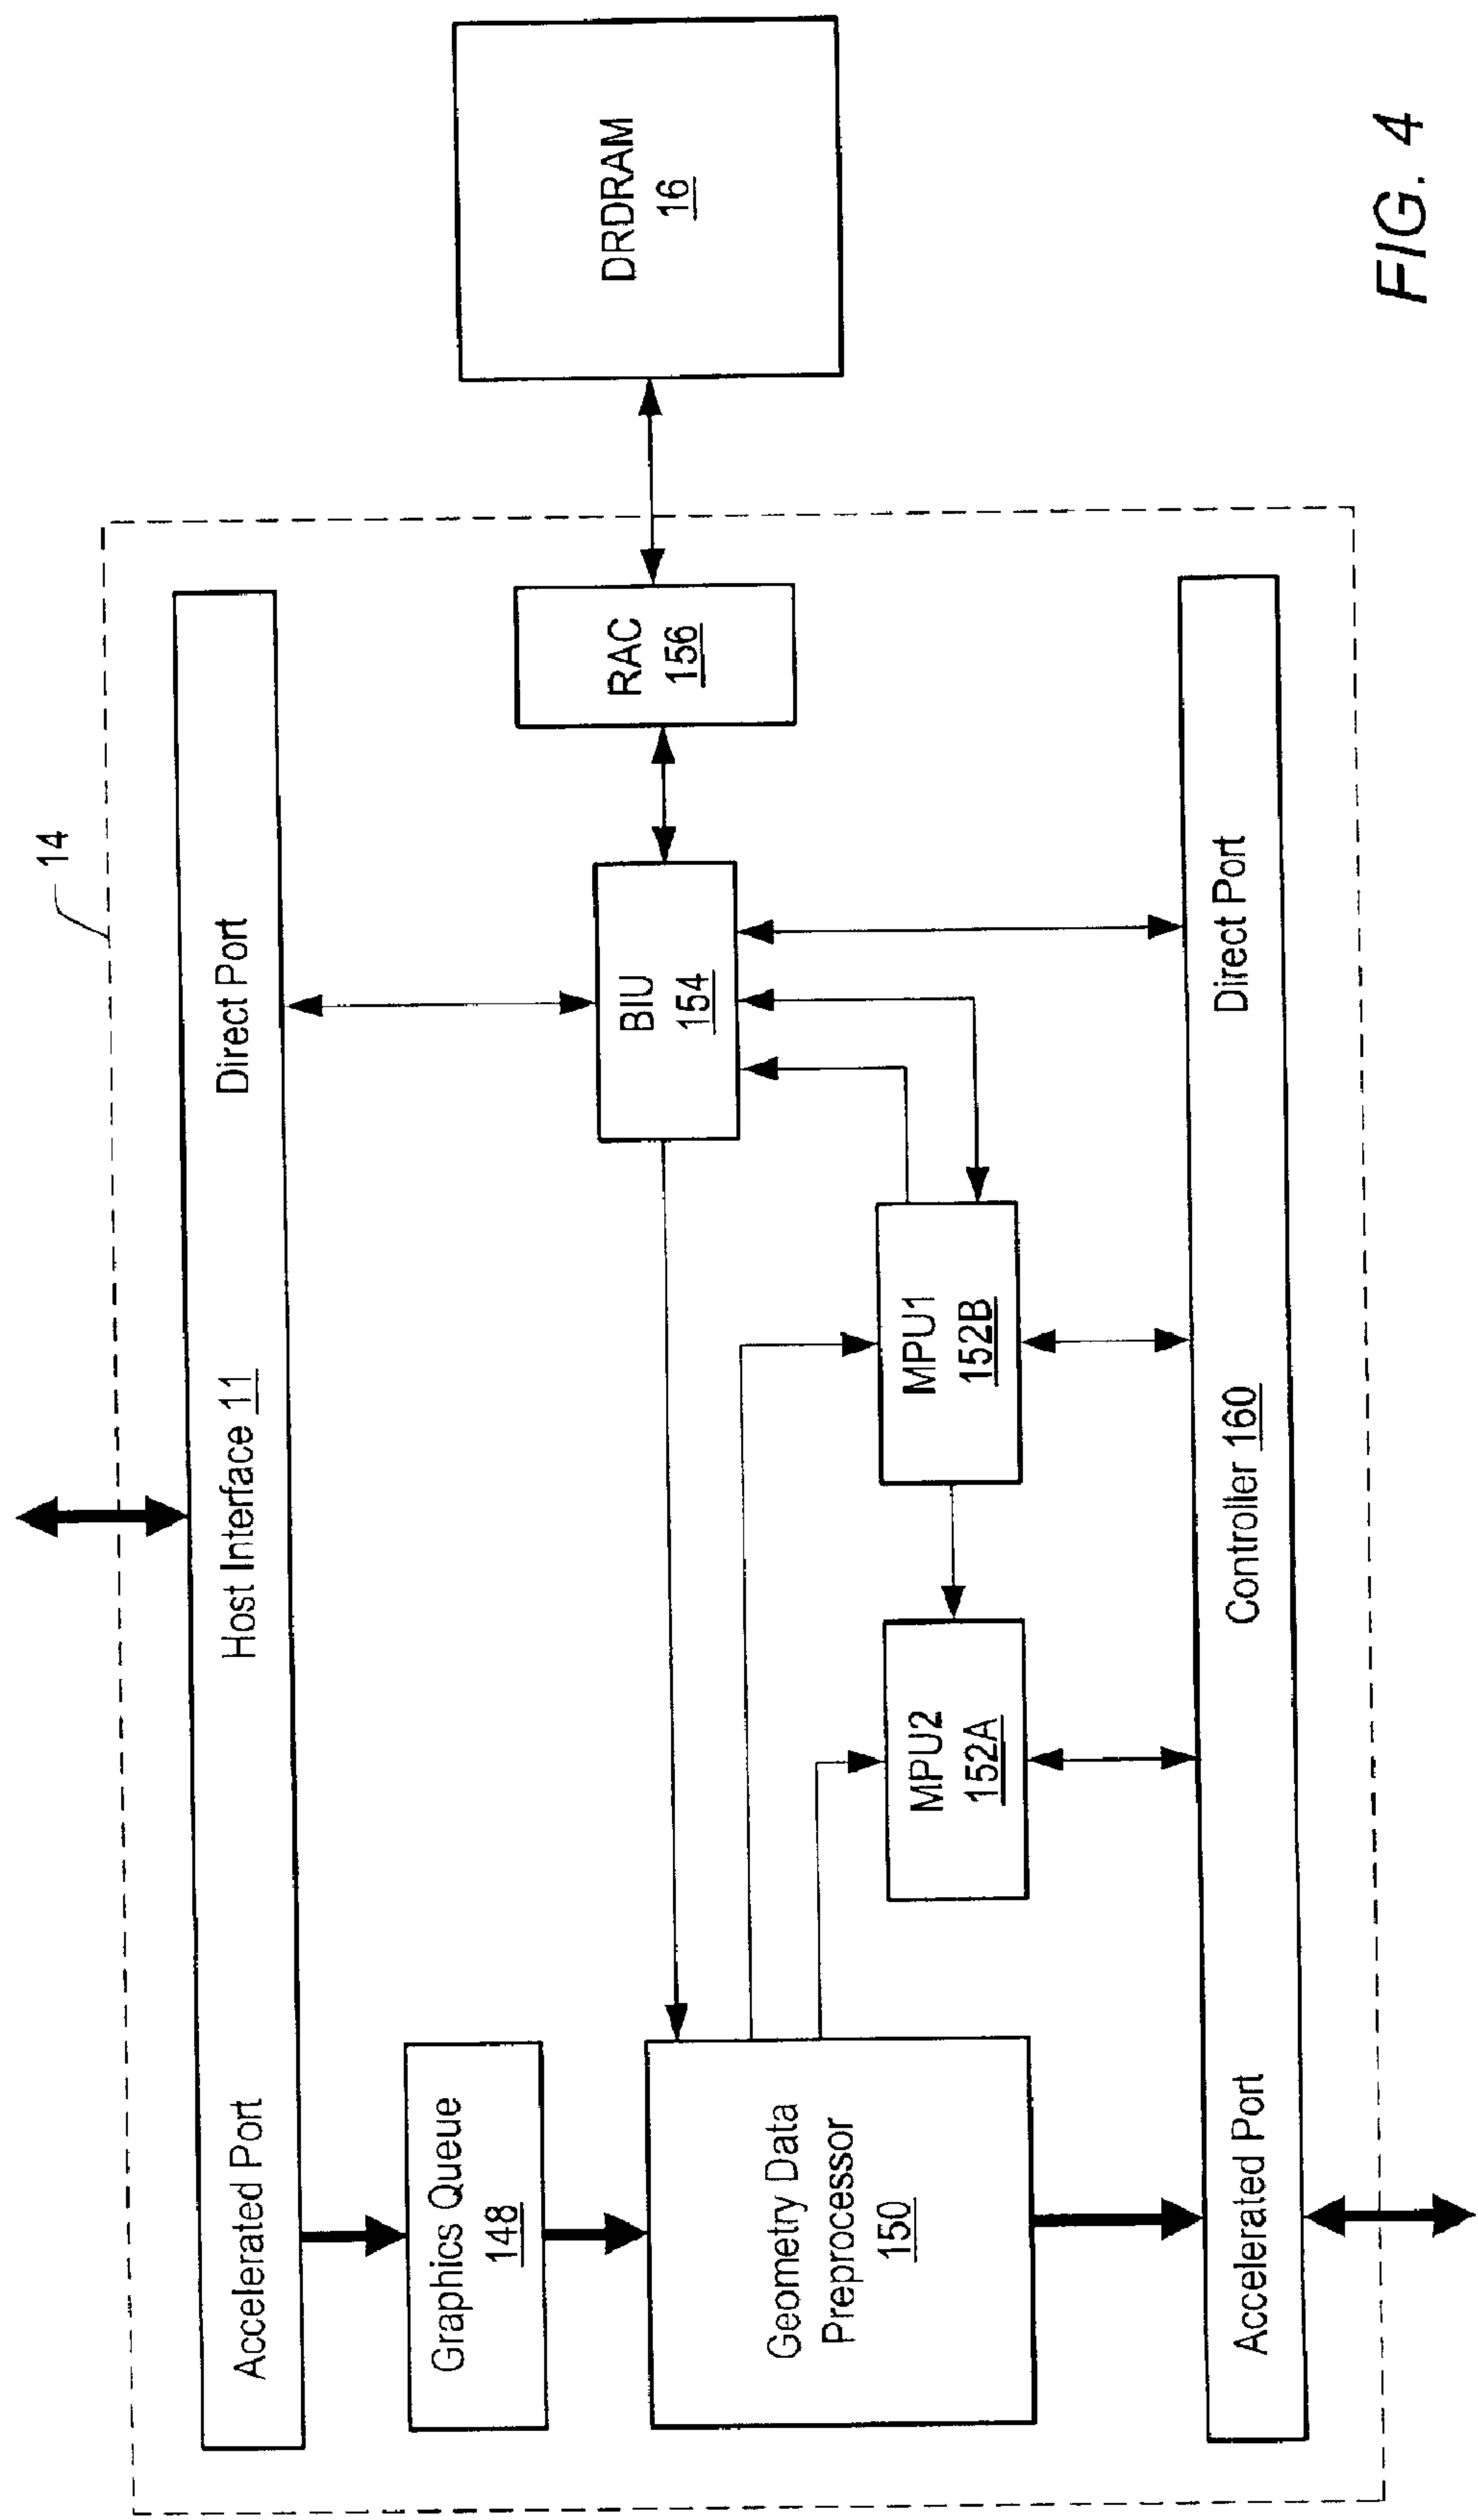 14
Accelerated Port
Host Interface 11
Direct Port
Graphics Queue
148
Geometry Data
Preprocessor
150
MPU2
152A
MPU1
152B
BIU
154
RAC
156
DRDRAM
16
Accelerated Port
Controller 160
Direct Port
FIG. 4